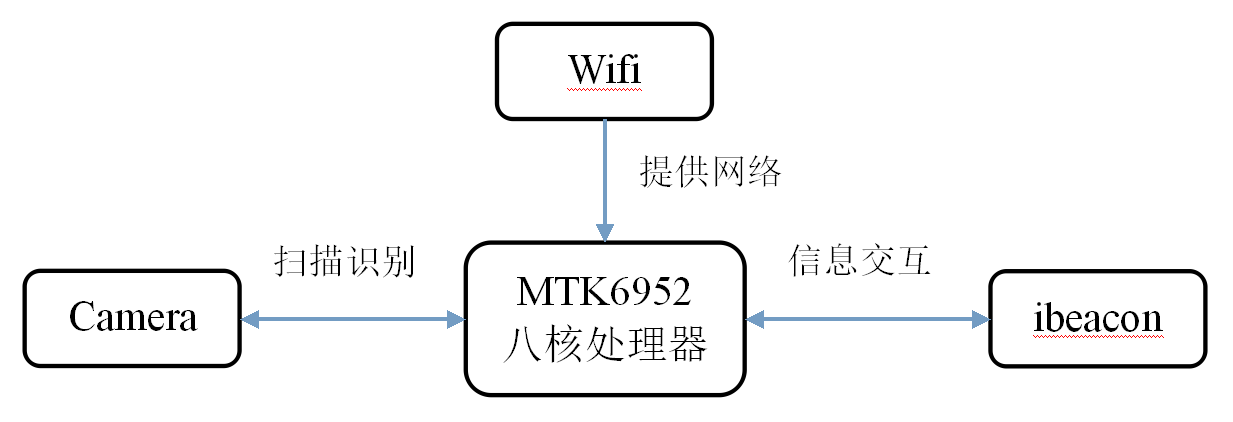 Wifi
提供网络
扫描识别
信息交互
Camera
MTK6952
八核处理器
ibeacon